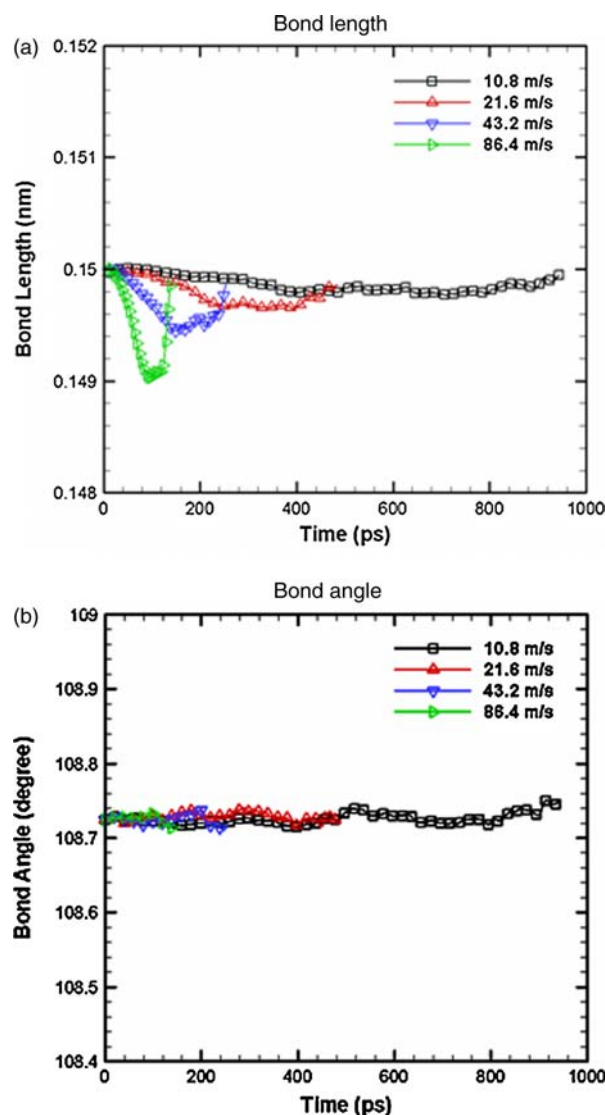 Bond length
(a)
0.152
0.151
0.15
0.149
0.148
Bond Length (nm)
10.8 m/s
21.6 m/s
43.2 m/s
86.4 m/s
0
200
400
600
800
1000
Time (ps)
Bond angle
(b)
109
108.9
108.8
108.7
108.6
108.5
108.4
Bond Angle (degree)
10.8 m/s
21.6 m/s
43.2 m/s
86.4 m/s
0
200
400
600
800
1000
Time (ps)